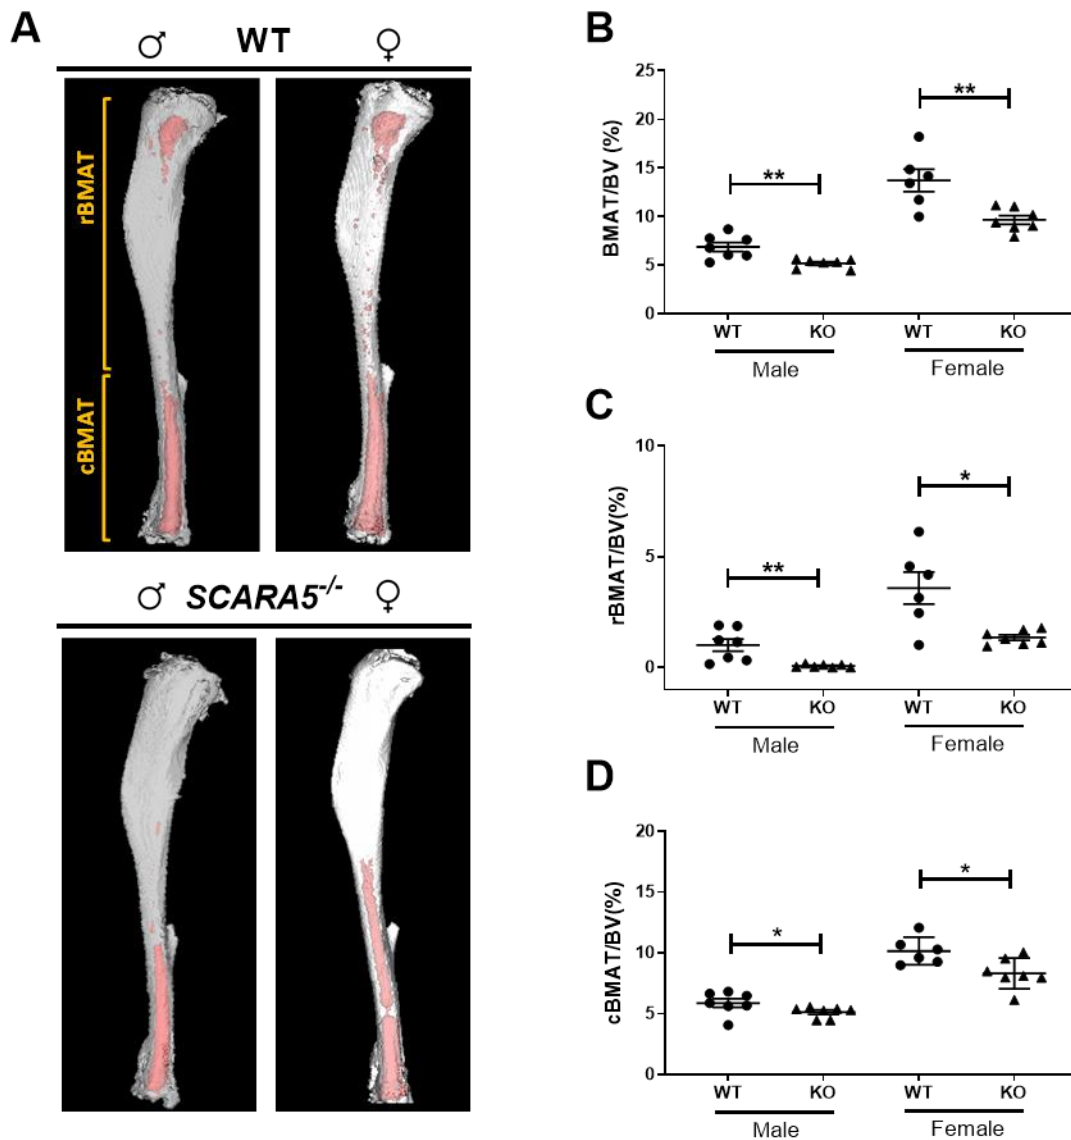 A
♂ WT ♀
rBMAT
cBMAT
♂ SCARA5-/- ♀
B
BMAT/BV (%)
25
20
15
10
5
0
**
**
WT KO WT KO
Male Female
C
rBMAT/BV(%)
10
5
0
**
*
WT KO WT KO
Male Female
D
cBMAT/BV(%)
20
15
10
5
0
*
*
WT KO WT KO
Male Female